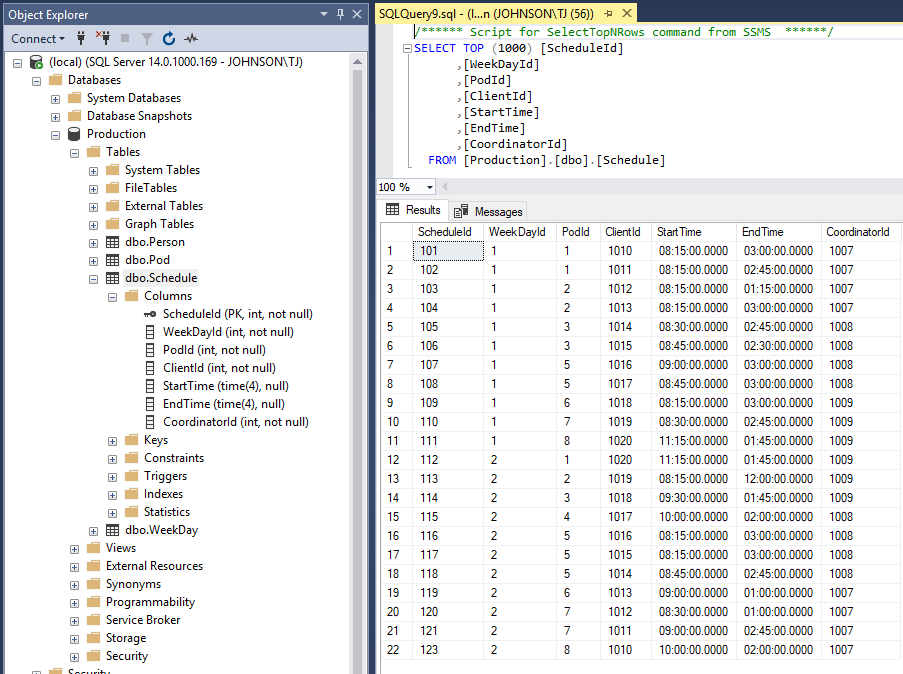 Object Explorer
Connect
(local) (SQL Server 14.0.1000.169 - JOHNSON\TJ)
Databases
System Databases
Database Snapshots
Production
Tables
System Tables
FileTables
External Tables
Graph Tables
dbo.Person
dbo.Pod
dbo.Schedule
Columns
ScheduleId (PK, int, not null)
WeekDayId (int, not null)
PodId (int, not null)
ClientId (int, not null)
StartTime (time(4), null)
EndTime (time(4), null)
CoordinatorId (int, not null)
Keys
Constraints
Triggers
Indexes
Statistics
dbo.WeekDay
Views
External Resources
Synonyms
Programmability
Service Broker
Storage
Security
Security
SQLQuery9.sql - (l...n (JOHNSON\TJ (56))
/****** Script for SelectTopNRows command from SSMS  ******/
SELECT TOP (1000) [ScheduleId]
,[WeekDayId]
,[PodId]
,[ClientId]
,[StartTime]
,[EndTime]
,[CoordinatorId]
FROM [Production].[dbo].[Schedule]
100 %
Results Messages
ScheduleId WeekDayId PodId ClientId StartTime EndTime CoordinatorId
1 101 1 1 1010 08:15:00.0000 03:00:00.0000 1007
2 102 1 1 1011 08:15:00.0000 02:45:00.0000 1007
3 103 1 2 1012 08:15:00.0000 01:15:00.0000 1007
4 104 1 2 1013 08:15:00.0000 03:00:00.0000 1007
5 105 1 3 1014 08:30:00.0000 02:45:00.0000 1008
6 106 1 3 1015 08:45:00.0000 02:30:00.0000 1008
7 107 1 5 1016 09:00:00.0000 03:00:00.0000 1008
8 108 1 5 1017 08:45:00.0000 03:00:00.0000 1008
9 109 1 6 1018 08:15:00.0000 03:00:00.0000 1009
10 110 1 7 1019 08:30:00.0000 02:45:00.0000 1009
11 111 1 8 1020 11:15:00.0000 01:45:00.0000 1009
12 112 2 1 1020 11:15:00.0000 01:45:00.0000 1009
13 113 2 2 1019 08:15:00.0000 12:00:00.0000 1009
14 114 2 3 1018 09:30:00.0000 01:45:00.0000 1009
15 115 2 4 1017 10:00:00.0000 02:00:00.0000 1008
16 116 2 5 1016 08:15:00.0000 03:00:00.0000 1008
17 117 2 5 1015 08:15:00.0000 03:00:00.0000 1008
18 118 2 5 1014 08:45:00.0000 02:00:00.0000 1008
19 119 2 6 1013 09:00:00.0000 01:00:00.0000 1007
20 120 2 7 1012 08:30:00.0000 01:00:00.0000 1007
21 121 2 7 1011 09:00:00.0000 02:45:00.0000 1007
22 123 2 8 1010 10:00:00.0000 02:00:00.0000 1007